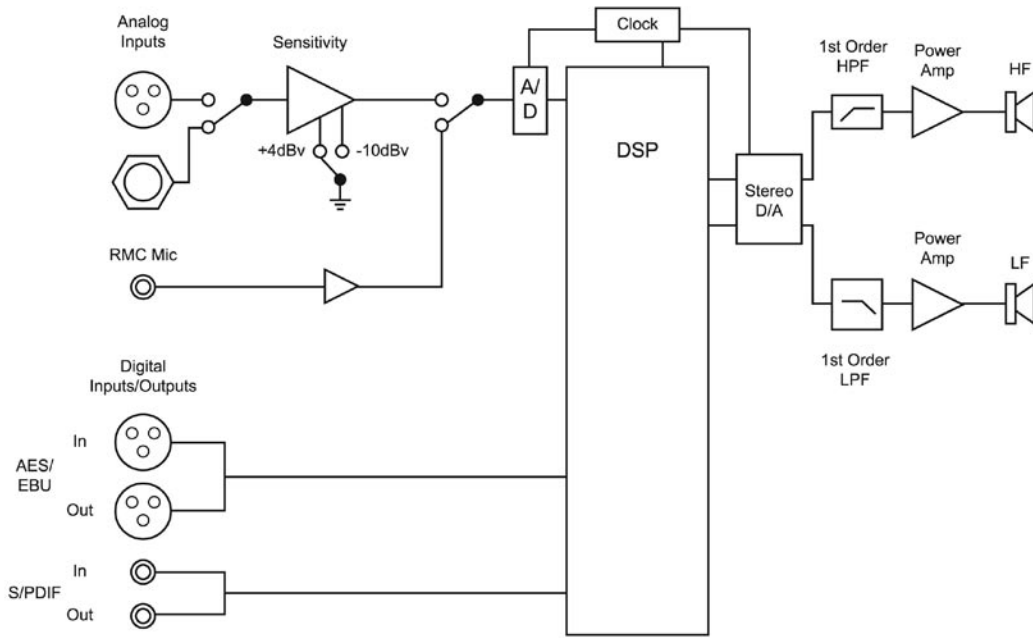 Analog
Inputs
Sensitivity
+4dBv
-10dBv
RMC Mic
A/
D
Clock
DSP
Stereo
D/A
1st Order
HPF
Power
Amp
HF
1st Order
LPF
Power
Amp
LF
Digital
Inputs/Outputs
In
AES/
EBU
Out
In
S/PDIF
Out